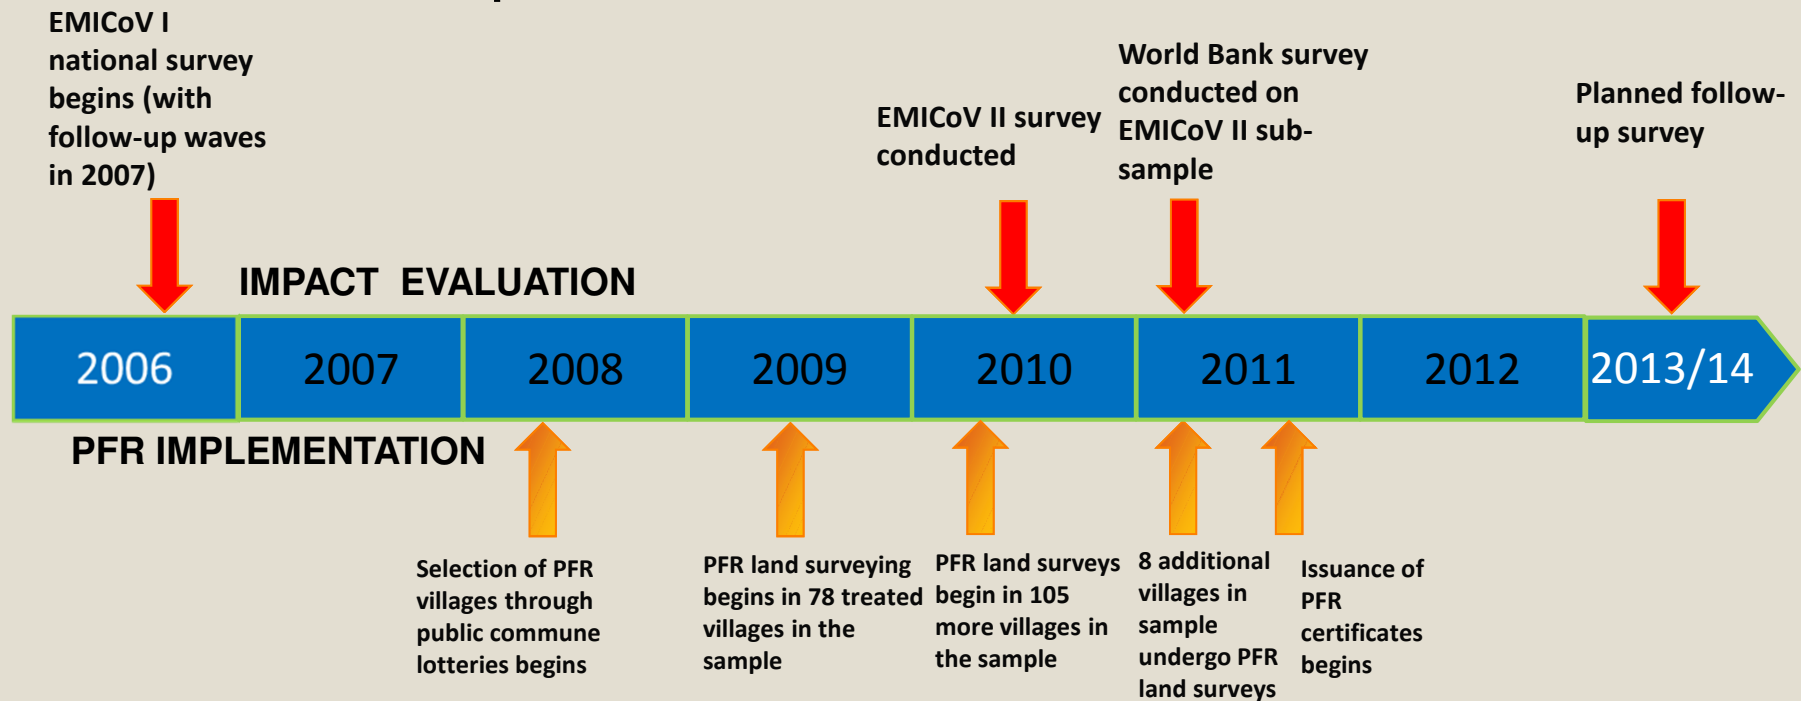 EMICoV I
national survey
begins (with
follow-up waves
in 2007)
EMICoV II survey
conducted
World Bank survey
conducted on
EMICoV II sub-
sample
Planned follow-
up survey
IMPACT EVALUATION
2006
2007
2008
2009
2010
2011
2012
2013/14
PFR IMPLEMENTATION
Selection of PFR
villages through
public commune
lotteries begins
PFR land surveying
begins in 78 treated
villages in the
sample
PFR land surveys
begin in 105
more villages in
the sample
8 additional
villages in
sample
undergo PFR
land surveys
Issuance of
PFR
certificates
begins